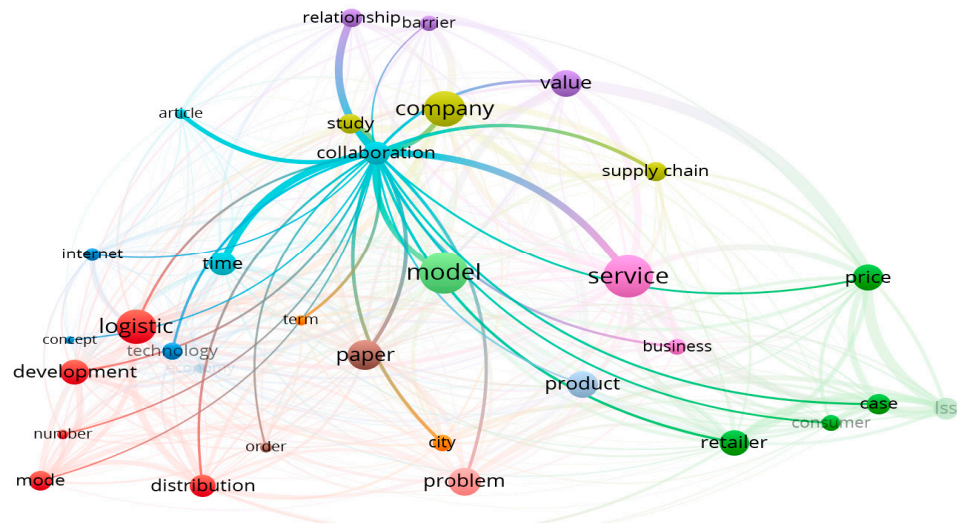 relationship
barrier
value
company
article
study
collaboration
supply chain
internet
time
model
service
price
term
logistic
concept
technology
paper
business
development
product
case
lss
consumer
number
order
city
retailer
mode
distribution
problem